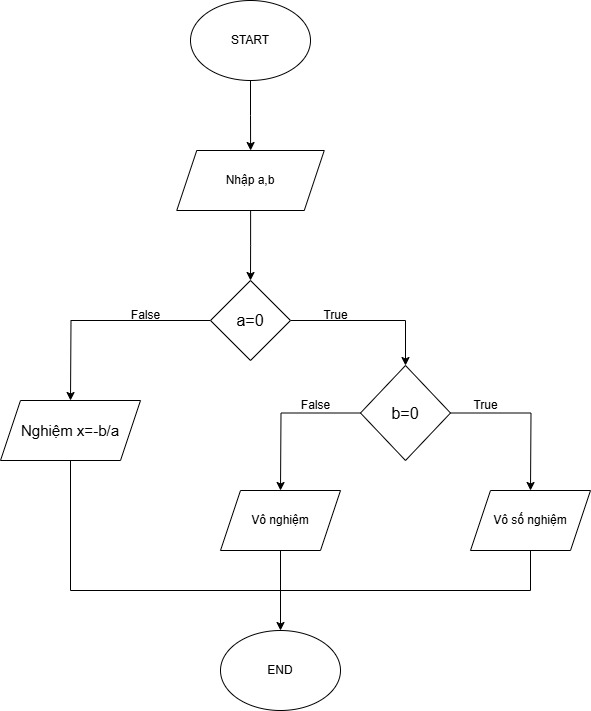 START
Nhập a,b
False
a=0
True
Nghiệm x=-b/a
False
b=0
True
Vô nghiệm
Vô số nghiệm
END